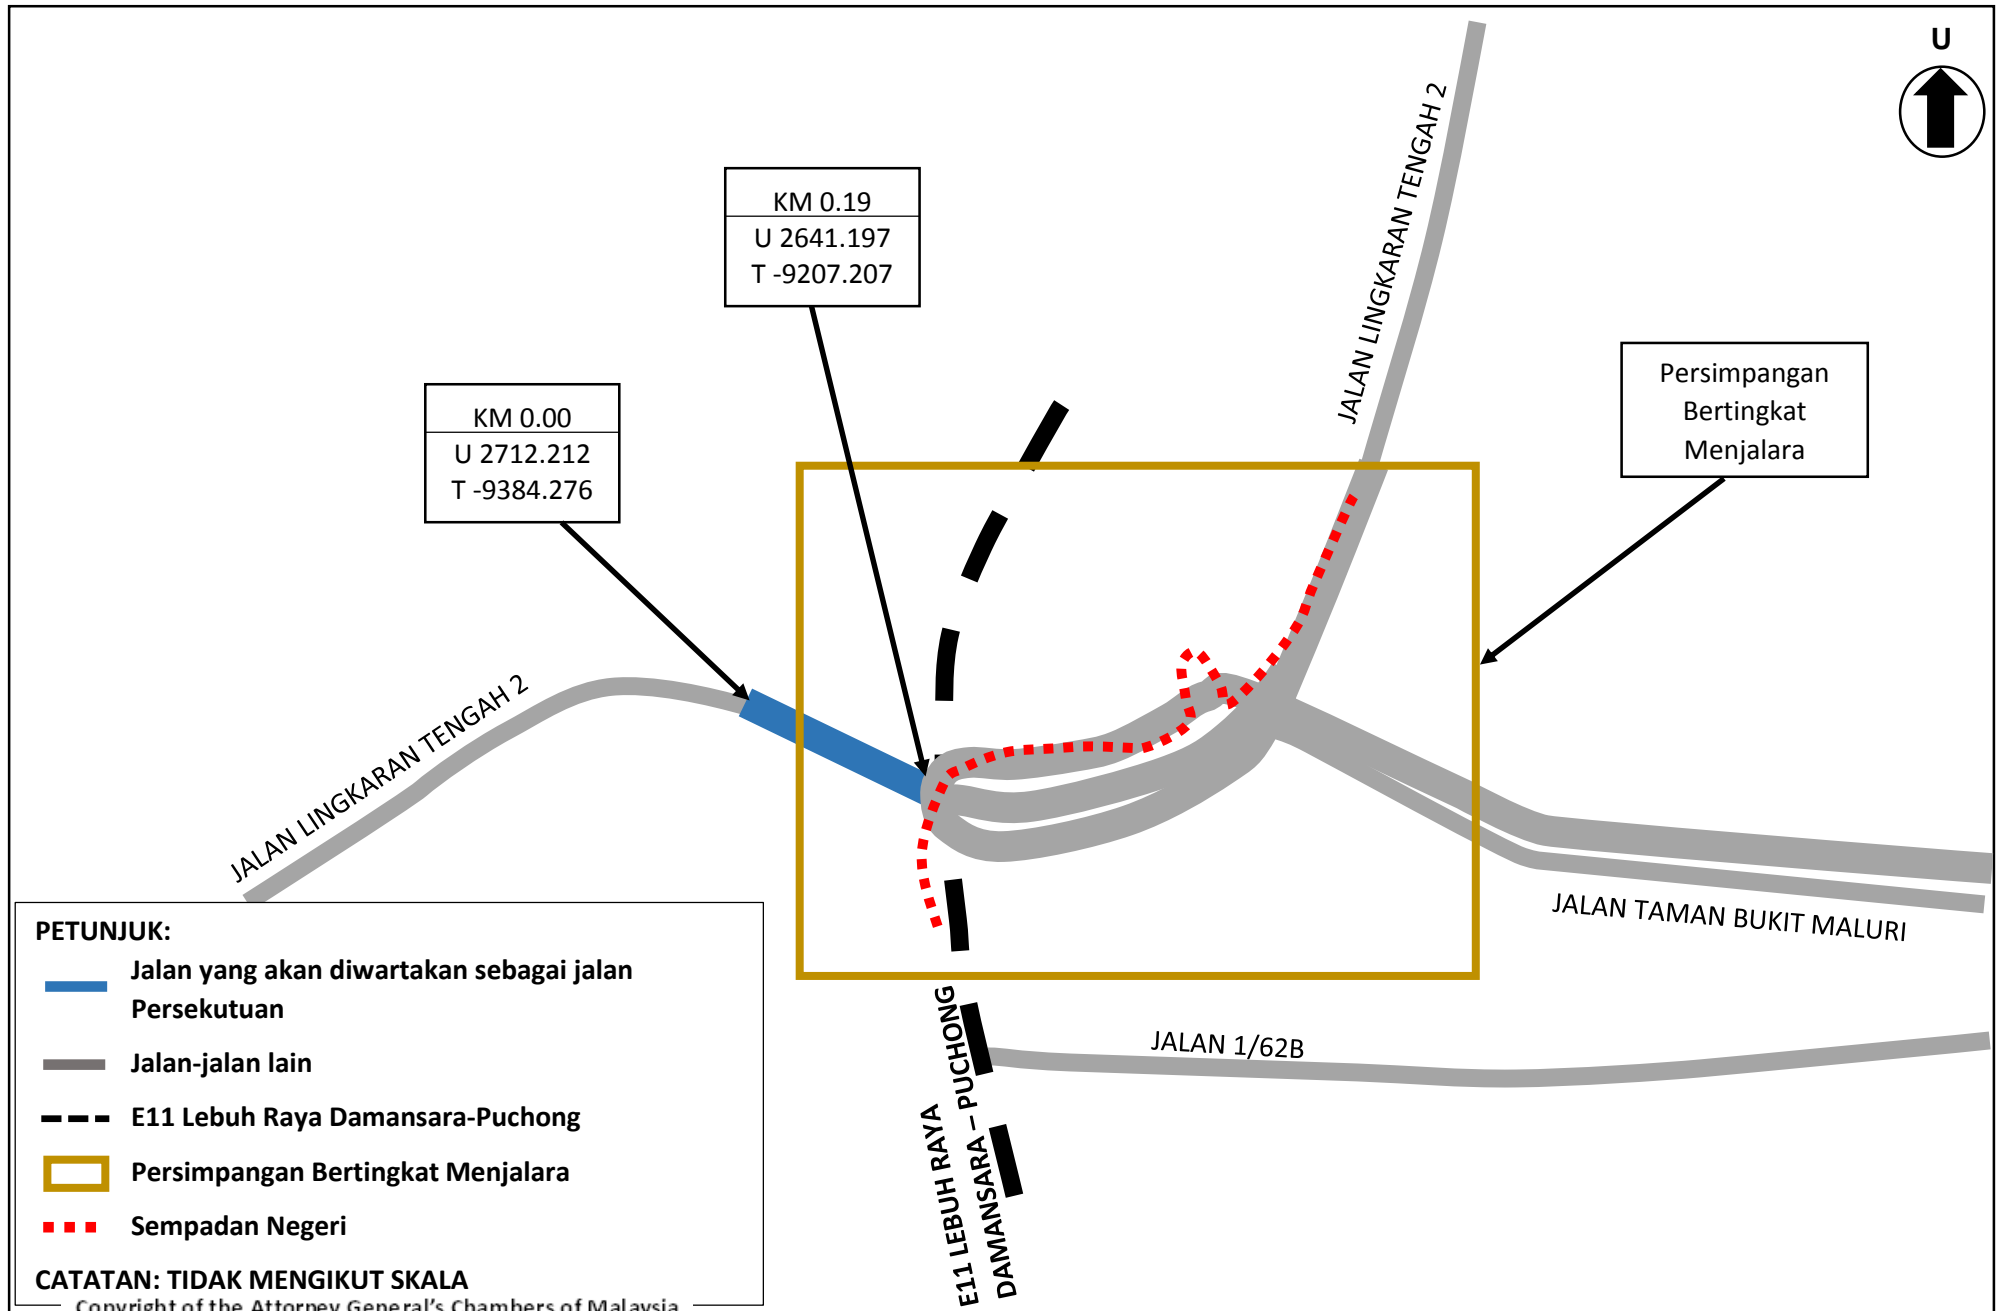 U
KM 0.19
U 2641.197
T -9207.207
JALAN LINGKARAN TENGAH 2
KM 0.00
U 2712.212
T -9384.276
Persimpangan
Bertingkat
Menjalara
JALAN LINGKARAN TENGAH 2
JALAN TAMAN BUKIT MALURI
JALAN 1/62B
E11 LEBUH RAYA
DAMANSARA – PUCHONG
PETUNJUK:
Jalan yang akan diwartakan sebagai jalan
Persekutuan
Jalan-jalan lain
E11 Lebuh Raya Damansara-Puchong
Persimpangan Bertingkat Menjalara
Sempadan Negeri
CATATAN: TIDAK MENGIKUT SKALA
Copyright of the Attorney General's Chambers of Malaysia